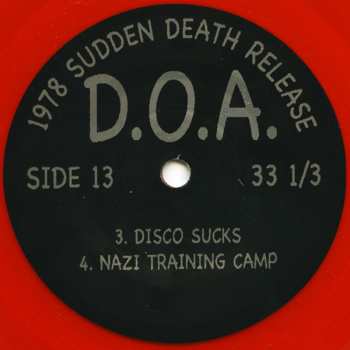 1978 SUDDEN DEATH RELEASE
D.O.A.
SIDE 13 33 1/3
3. DISCO SUCKS
4. NAZI TRAINING CAMP